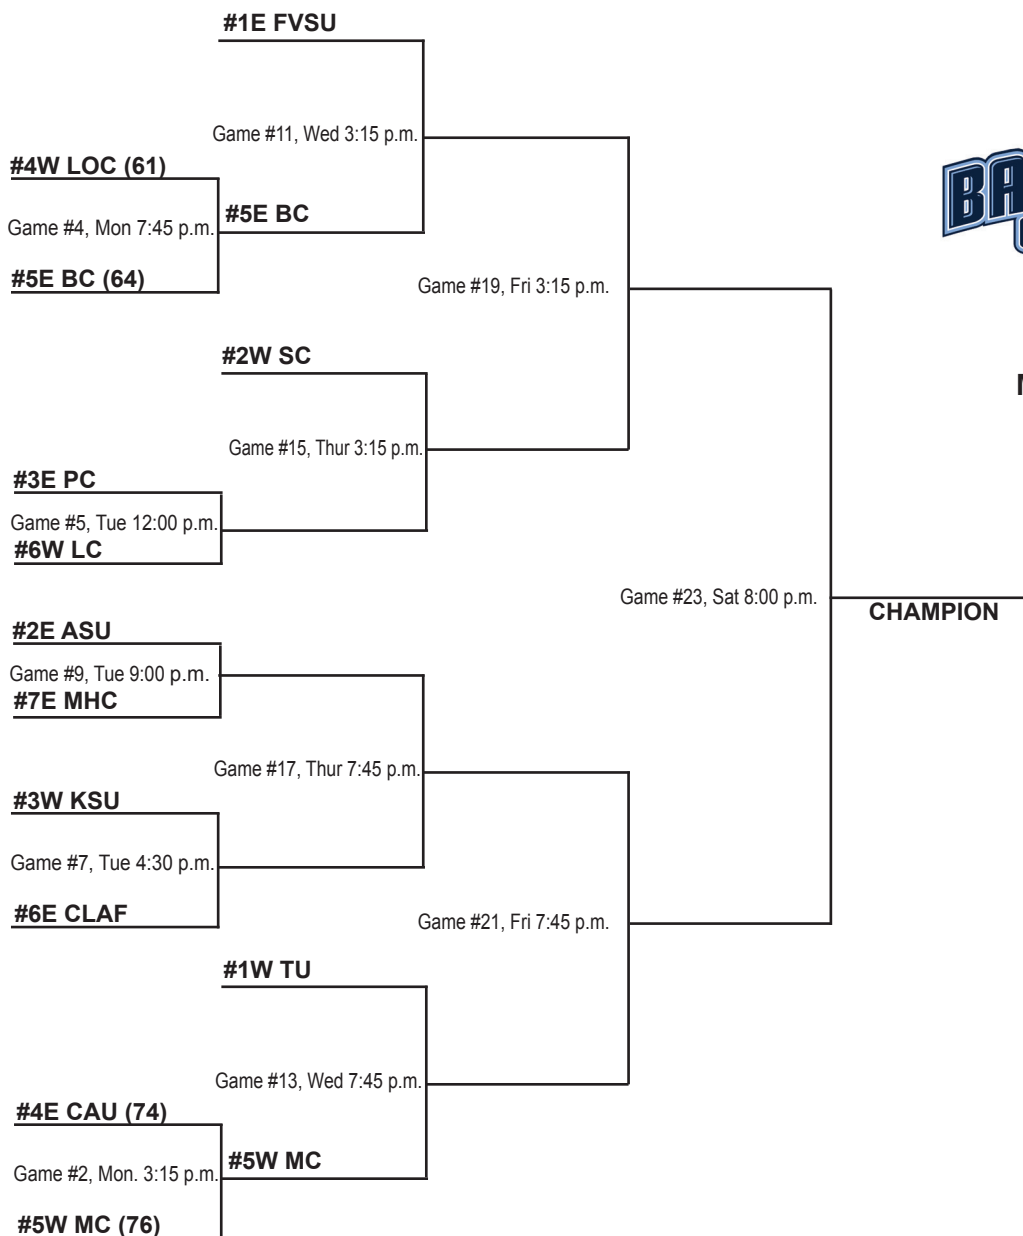 #1E FVSU
Game #11, Wed 3:15 p.m.
#4W LOC (61)
BA
Game #4, Mon 7:45 p.m.
#5E BC
#5E BC (64)
Game #19, Fri 3:15 p.m.
#2W SC
Game #15, Thur 3:15 p.m.
#3E PC
Game #5, Tue 12:00 p.m.
#6W LC
Game #23, Sat 8:00 p.m.
CHAMPION
#2E ASU
Game #9, Tue 9:00 p.m.
#7E MHC
Game #17, Thur 7:45 p.m.
#3W KSU
Game #7, Tue 4:30 p.m.
#6E CLAF
Game #21, Fri 7:45 p.m.
#1W TU
Game #13, Wed 7:45 p.m.
#4E CAU (74)
#5W MC
Game #2, Mon. 3:15 p.m.
#5W MC (76)